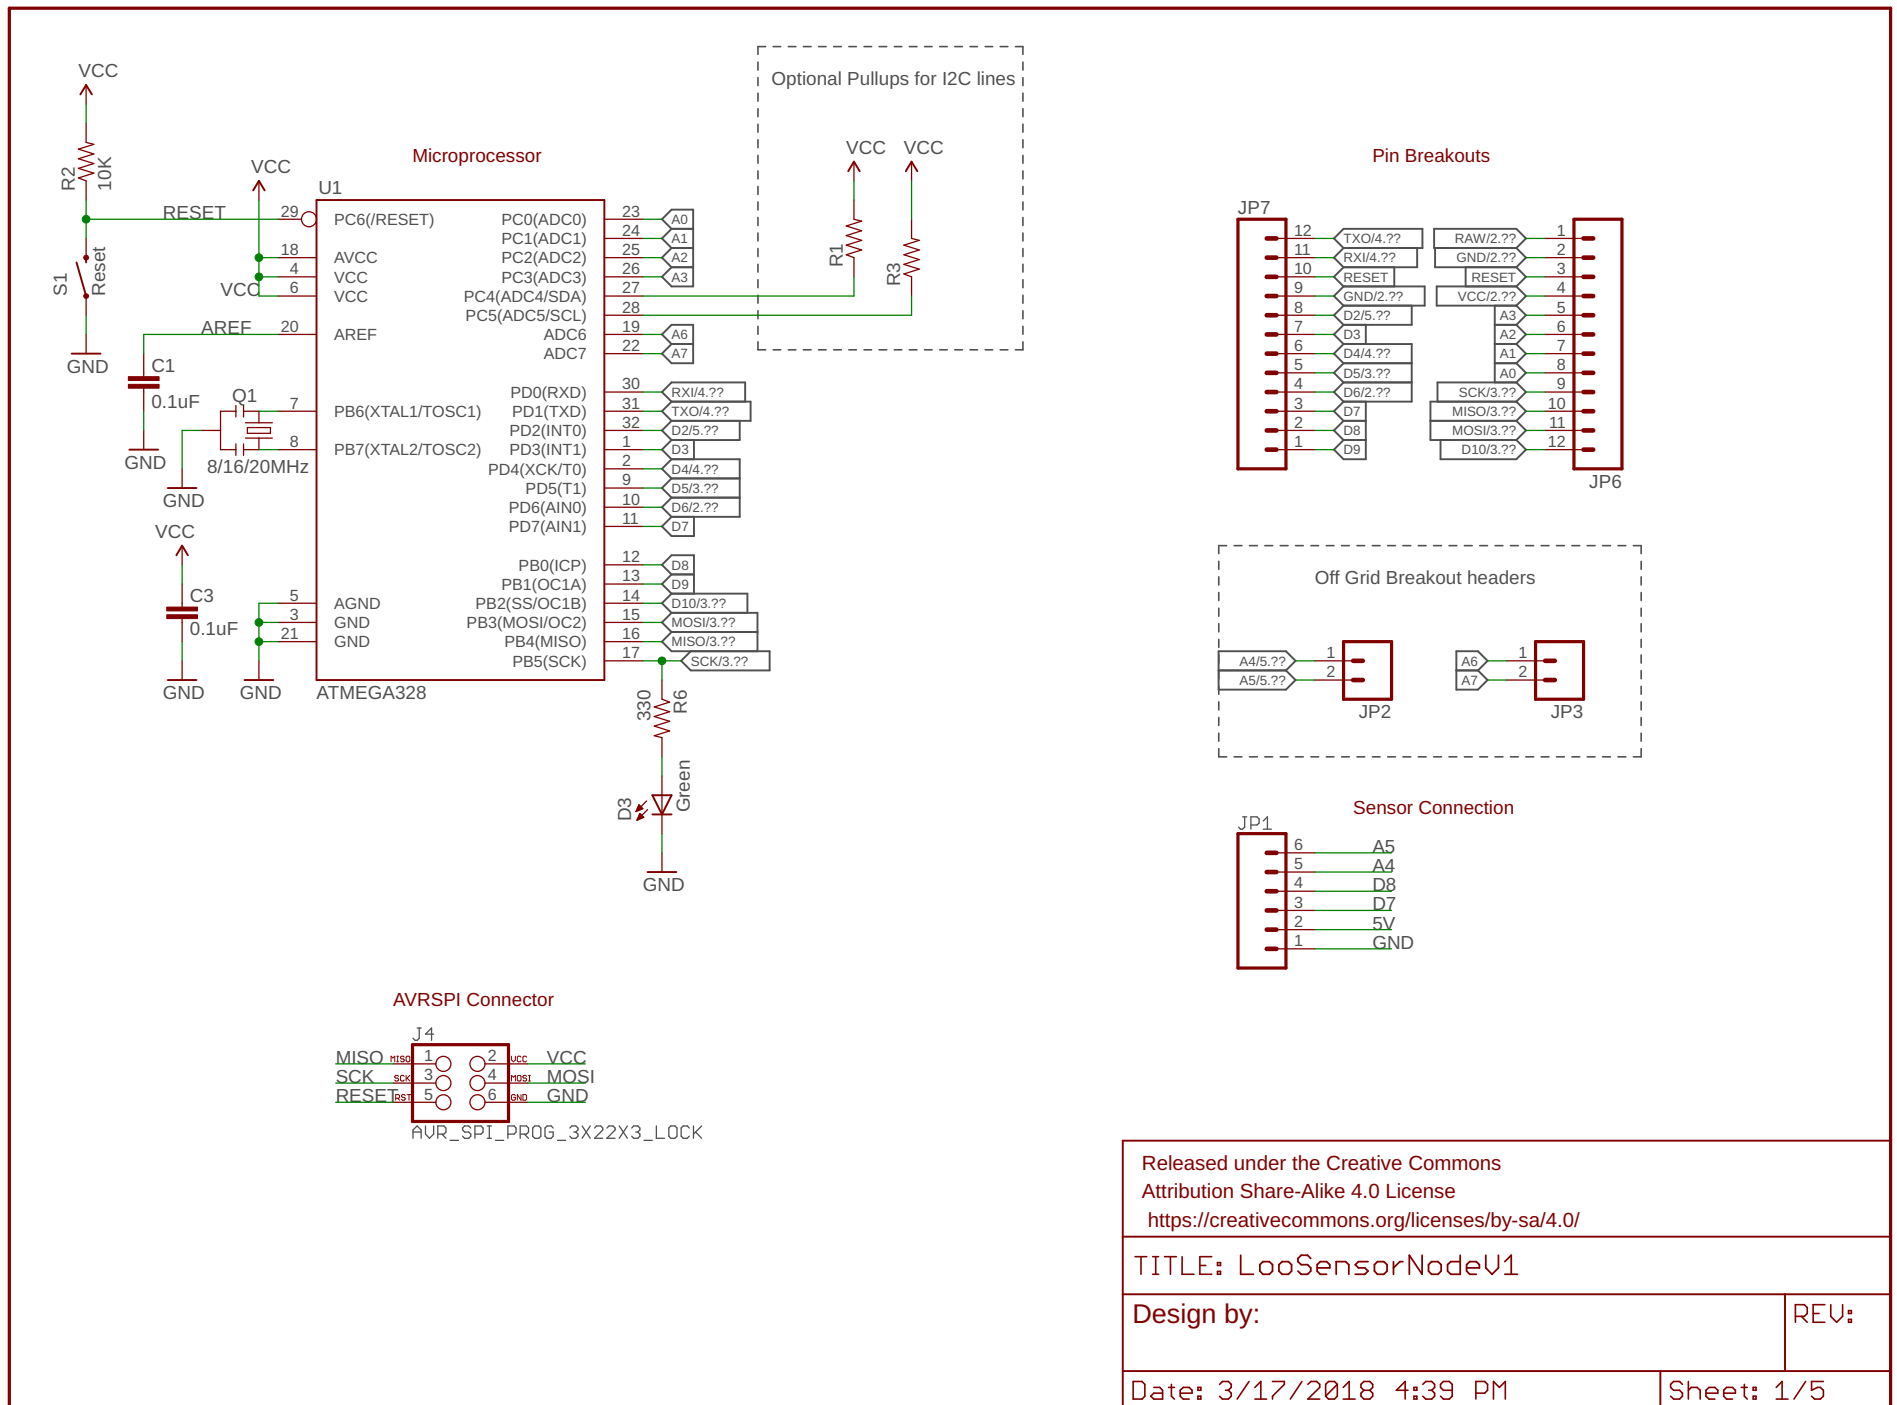 VCC
R2
10K
RESET
S1
Reset
GND
VCC
VCC
AREF
C1
0.1uF
GND
Q1
8/16/20MHz
GND
VCC
C3
0.1uF
GND
GND
Microprocessor
U1
29 PC6(/RESET)
18 AVCC
4 VCC
6 VCC
20 AREF
7 PB6(XTAL1/TOSC1)
8 PB7(XTAL2/TOSC2)
5 AGND
3 GND
21 GND
PC0(ADC0) 23 A0
PC1(ADC1) 24 A1
PC2(ADC2) 25 A2
PC3(ADC3) 26 A3
PC4(ADC4/SDA) 27
PC5(ADC5/SCL) 28
ADC6 19 A6
ADC7 22 A7
PD0(RXD) 30 RXI/4.??
PD1(TXD) 31 TXO/4.??
PD2(INT0) 32 D2/5.??
PD3(INT1) 1 D3
PD4(XCK/T0) 2 D4/4.??
PD5(T1) 9 D5/3.??
PD6(AIN0) 10 D6/2.??
PD7(AIN1) 11 D7
PB0(ICP) 12 D8
PB1(OC1A) 13 D9
PB2(SS/OC1B) 14 D10/3.??
PB3(MOSI/OC2) 15 MOSI/3.??
PB4(MISO) 16 MISO/3.??
PB5(SCK) 17 SCK/3.??
ATMEGA328
330
R6
D3
Green
GND
Optional Pullups for I2C lines
VCC VCC
R1
R3
Pin Breakouts
JP7
12 TXO/4.??
11 RXI/4.??
10 RESET
9 GND/2.??
8 D2/5.??
7 D3
6 D4/4.??
5 D5/3.??
4 D6/2.??
3 D7
2 D8
1 D9
RAW/2.?? 1
GND/2.?? 2
RESET 3
VCC/2.?? 4
A3 5
A2 6
A1 7
A0 8
SCK/3.?? 9
MISO/3.?? 10
MOSI/3.?? 11
D10/3.?? 12
JP6
Off Grid Breakout headers
A4/5.?? 1
A5/5.?? 2
JP2
A6 1
A7 2
JP3
Sensor Connection
JP1
6 A5
5 A4
4 D8
3 D7
2 5V
1 GND
AVRSPI Connector
J4
MISO MISO 1 2 VCC VCC
SCK SCK 3 4 MOSI MOSI
RESET RST 5 6 GND GND
AVR_SPI_PROG_3X22X3_LOCK
Released under the Creative Commons
Attribution Share-Alike 4.0 License
https://creativecommons.org/licenses/by-sa/4.0/
TITLE: LooSensorNodeV1
Design by:
REV:
Date: 3/17/2018 4:39 PM
Sheet: 1/5